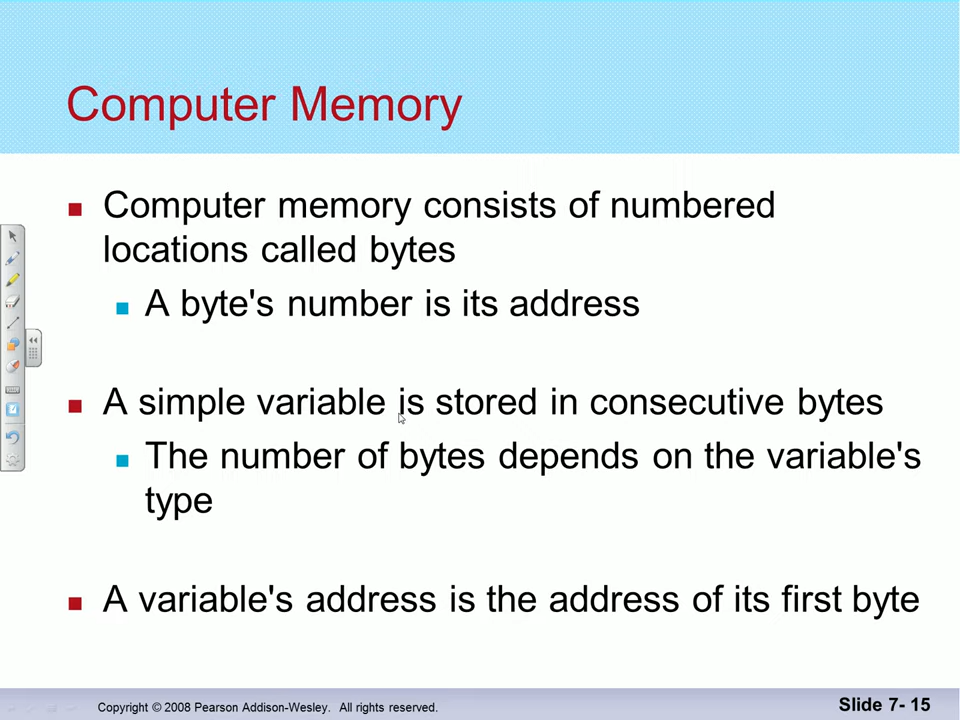 Computer Memory
Computer memory consists of numbered
locations called bytes
A byte's number is its address
A simple variable is stored in consecutive bytes
The number of bytes depends on the variable's
type
A variable's address is the address of its first byte
Copyright © 2008 Pearson Addison-Wesley. All rights reserved.
Slide 7- 15